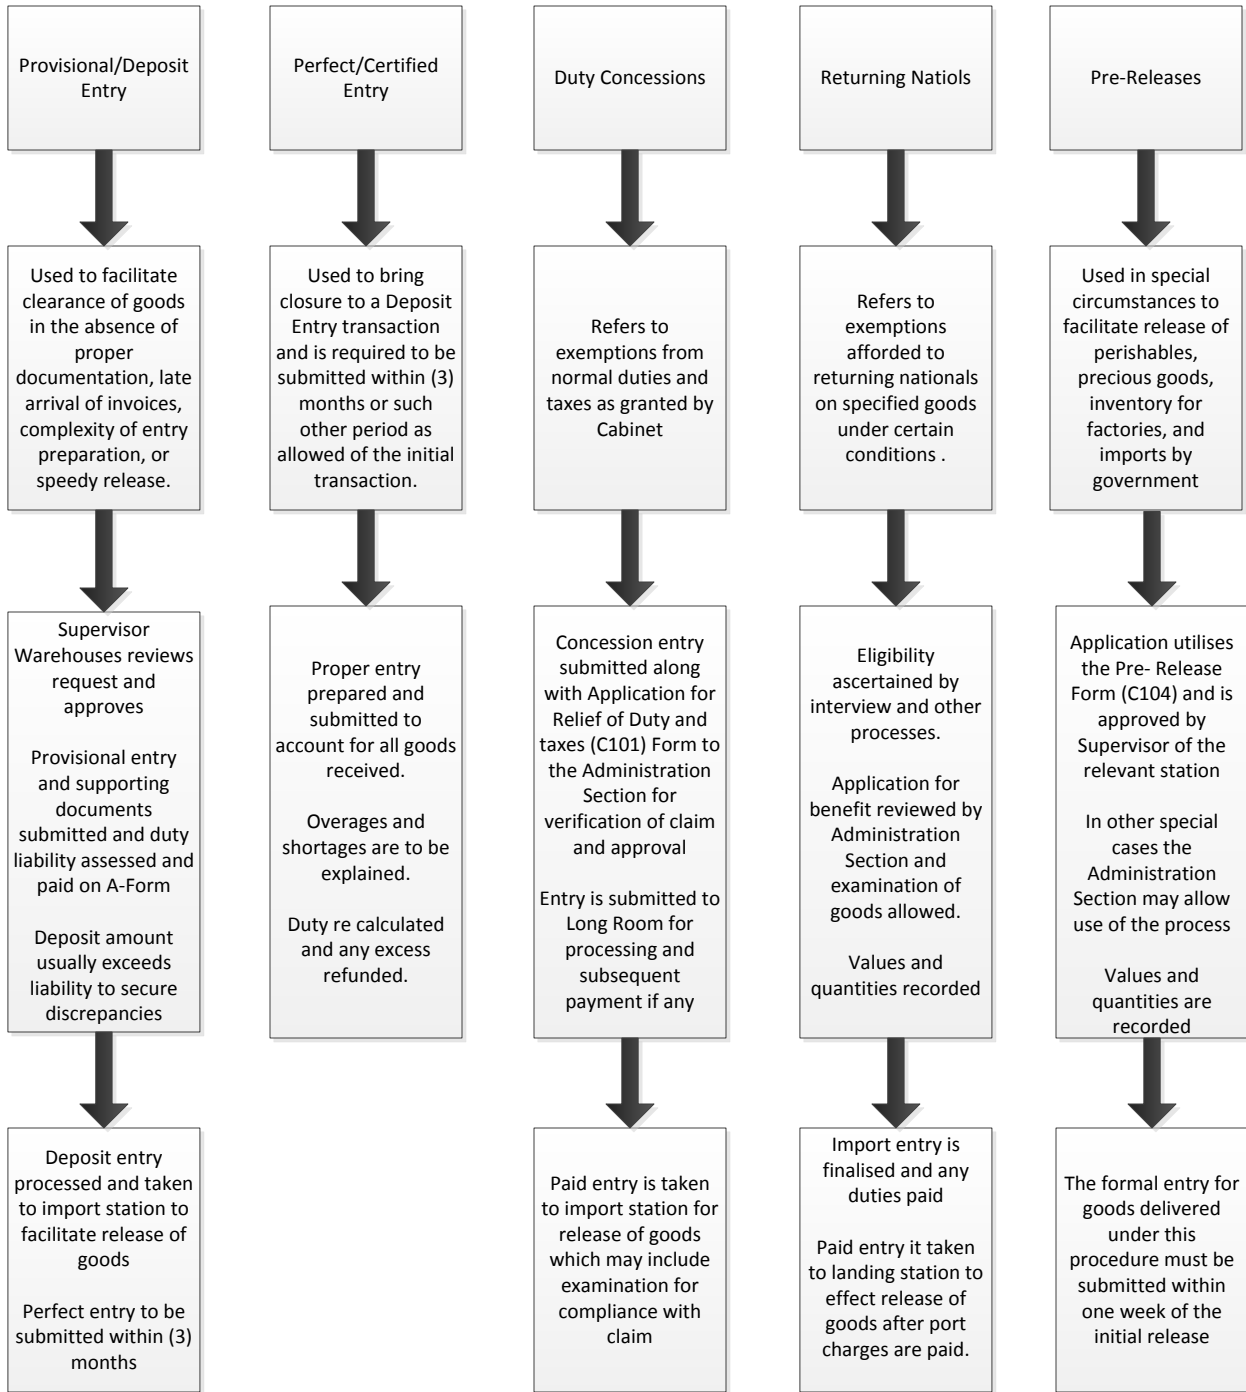 Provisional/Deposit
Entry
Perfect/Certified
Entry
Duty Concessions
Returning Natiols
Pre-Releases
Used to facilitate
clearance of goods
in the absence of
proper
documentation, late
arrival of invoices,
complexity of entry
preparation, or
speedy release.
Used to bring
closure to a Deposit
Entry transaction
and is required to be
submitted within (3)
months or such
other period as
allowed of the initial
transaction.
Refers to
exemptions from
normal duties and
taxes as granted by
Cabinet
Refers to
exemptions
afforded to
returning nationals
on specified goods
under certain
conditions .
Used in special
circumstances to
facilitate release of
perishables,
precious goods,
inventory for
factories, and
imports by
government
Supervisor
Warehouses reviews
request and
approves
Provisional entry
and supporting
documents
submitted and duty
liability assessed and
paid on A-Form
Deposit amount
usually exceeds
liability to secure
discrepancies
Proper entry
prepared and
submitted to
account for all goods
received.
Overages and
shortages are to be
explained.
Duty re calculated
and any excess
refunded.
Concession entry
submitted along
with Application for
Relief of Duty and
taxes (C101) Form to
the Administration
Section for
verification of claim
and approval
Entry is submitted to
Long Room for
processing and
subsequent
payment if any
Eligibility
ascertained by
interview and other
processes.
Application for
benefit reviewed by
Administration
Section and
examination of
goods allowed.
Values and
quantities recorded
Application utilises
the Pre- Release
Form (C104) and is
approved by
Supervisor of the
relevant station
In other special
cases the
Administration
Section may allow
use of the process
Values and
quantities are
recorded
Deposit entry
processed and taken
to import station to
facilitate release of
goods
Perfect entry to be
submitted within (3)
months
Paid entry is taken
to import station for
release of goods
which may include
examination for
compliance with
claim
Import entry is
finalised and any
duties paid
Paid entry it taken
to landing station to
effect release of
goods after port
charges are paid.
The formal entry for
goods delivered
under this
procedure must be
submitted within
one week of the
initial release